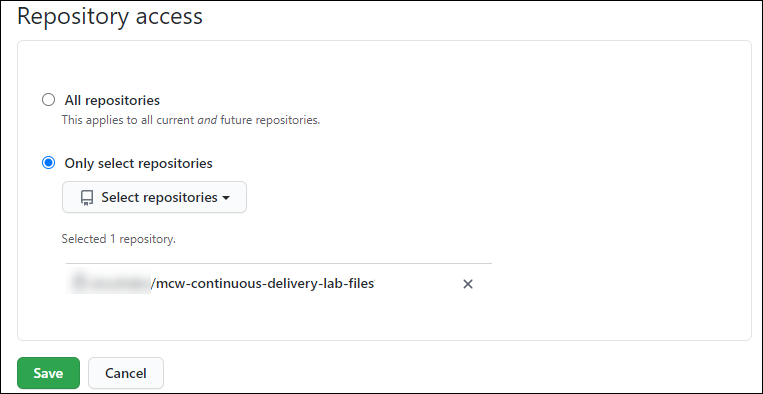 Repository access
All repositories
This applies to all current and future repositories.
Only select repositories
Select repositories
Selected 1 repository.
/mcw-continuous-delivery-lab-files
Save
Cancel